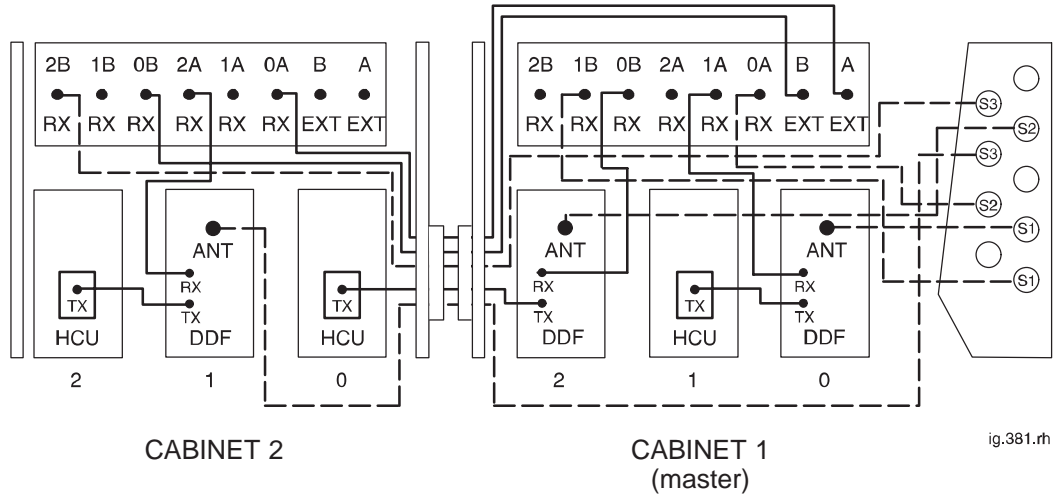 2B 1B 0B 2A 1A 0A B A
RX RX RX RX RX RX EXT EXT
2B 1B 0B 2A 1A 0A B A
RX RX RX RX RX RX EXT EXT
S3
S2
S3
S2
S1
S1
TX
HCU
2
ANT
RX
TX
DDF
1
TX
HCU
0
ANT
RX
TX
DDF
2
TX
HCU
1
ANT
RX
TX
DDF
0
CABINET 2
CABINET 1
(master)
ig.381.rh